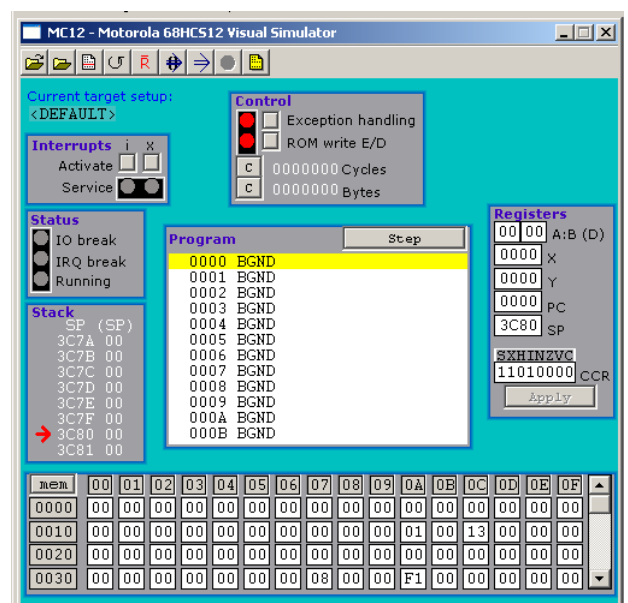 MC12 - Motorola 68HCS12 Visual Simulator
Current target setup:
<DEFAULT>
Control
Exception handling
ROM write E/D
C 0000000 Cycles
C 0000000 Bytes
Interrupts i x
Activate
Service
Status
IO break
IRQ break
Running
Program Step
0000 BGND
0001 BGND
0002 BGND
0003 BGND
0004 BGND
0005 BGND
0006 BGND
0007 BGND
0008 BGND
0009 BGND
000A BGND
000B BGND
Registers
00 00 A:B (D)
0000 X
0000 Y
0000 PC
3C80 SP
SXHINZVC
11010000 CCR
Apply
Stack
SP (SP)
3C7A 00
3C7B 00
3C7C 00
3C7D 00
3C7E 00
3C7F 00
3C80 00
3C81 00
mem 00 01 02 03 04 05 06 07 08 09 0A 0B 0C 0D 0E 0F
0000 00 00 00 00 00 00 00 00 00 00 00 00 00 00 00 00
0010 00 00 00 00 00 00 00 00 00 00 01 00 13 00 00 00
0020 00 00 00 00 00 00 00 00 00 00 00 00 00 00 00 00
0030 00 00 00 00 00 00 00 08 00 00 F1 00 00 00 00 00